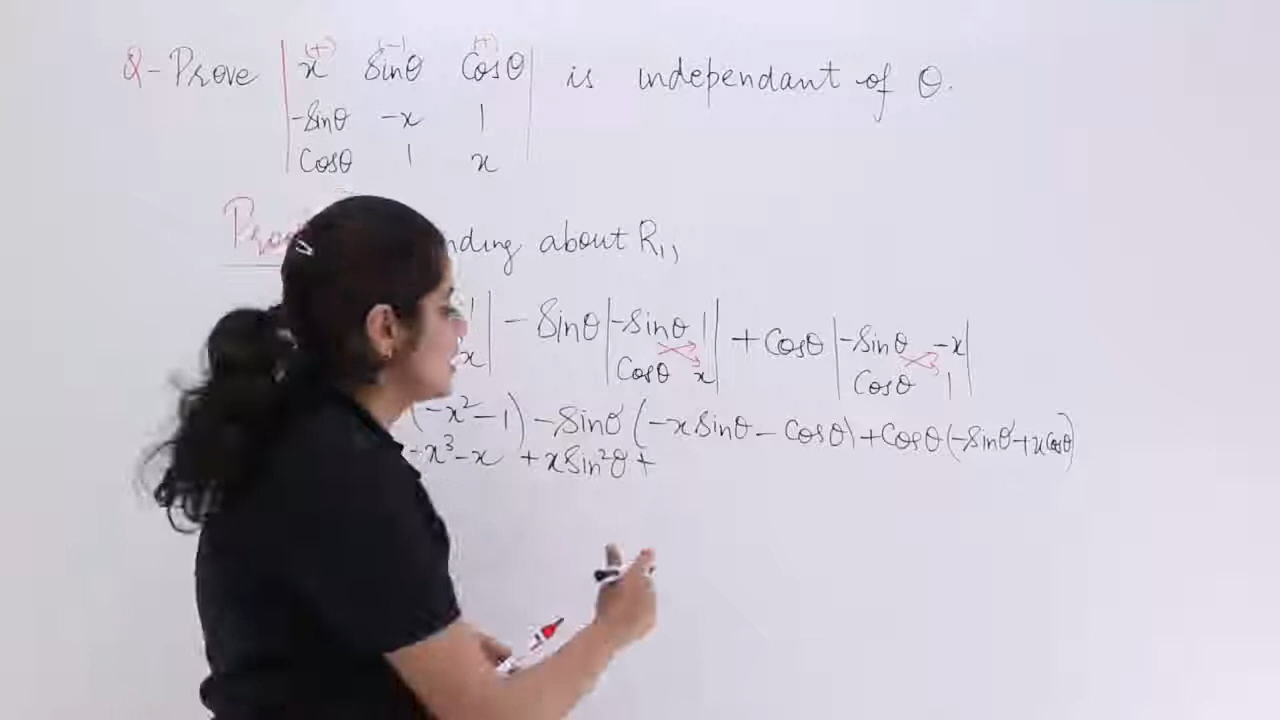 (+) (-) (+)
Q- Prove | x Sinθ Cosθ | is independant of θ.
| -Sinθ -x 1 |
| Cosθ 1 x |
nding about R₁,
1 | - Sinθ | -Sinθ 1 | + Cosθ | -Sinθ -x |
x | | Cosθ x | | Cosθ 1 |
(-x²-1) - Sinθ (-x Sinθ - Cosθ) + Cosθ (-Sinθ + x Cosθ)
-x³-x + x Sin²θ +